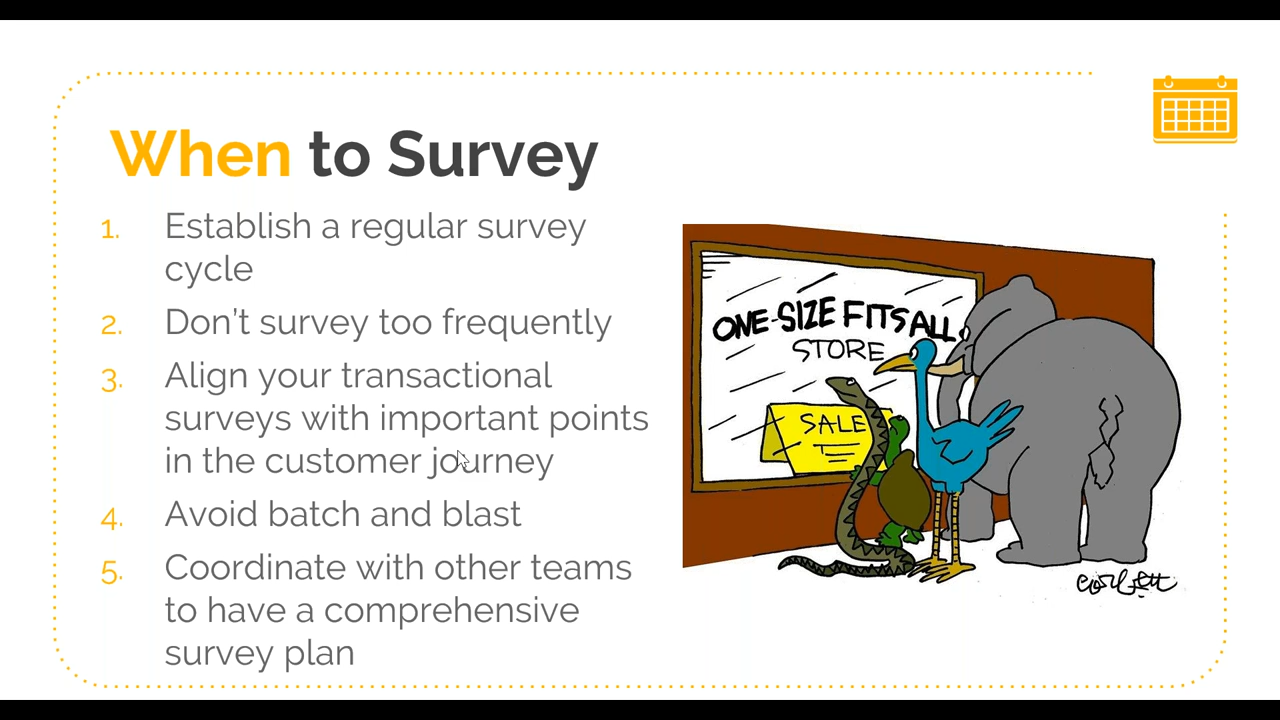 When to Survey
1. Establish a regular survey
cycle
2. Don’t survey too frequently
3. Align your transactional
surveys with important points
in the customer journey
4. Avoid batch and blast
5. Coordinate with other teams
to have a comprehensive
survey plan
ONE-SIZE FITS ALL
STORE
SALE